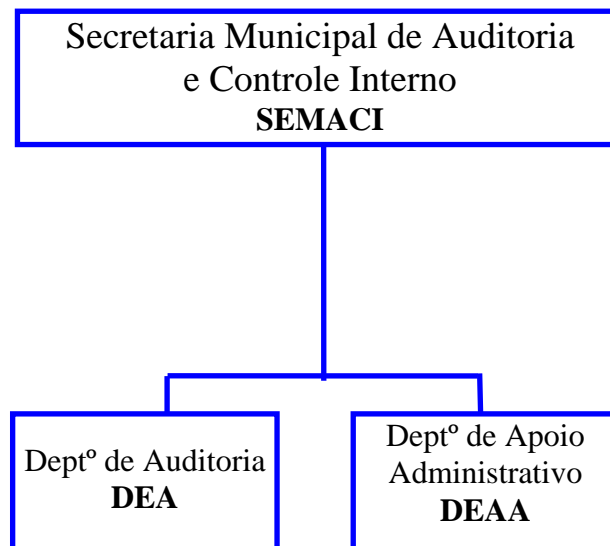 Secretaria Municipal de Auditoria
e Controle Interno
SEMACI
Deptº de Auditoria
DEA
Deptº de Apoio
Administrativo
DEAA